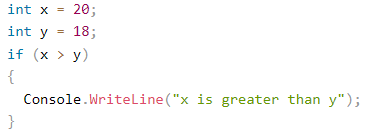 int x = 20;
int y = 18;
if (x > y)
{
  Console.WriteLine("x is greater than y");
}